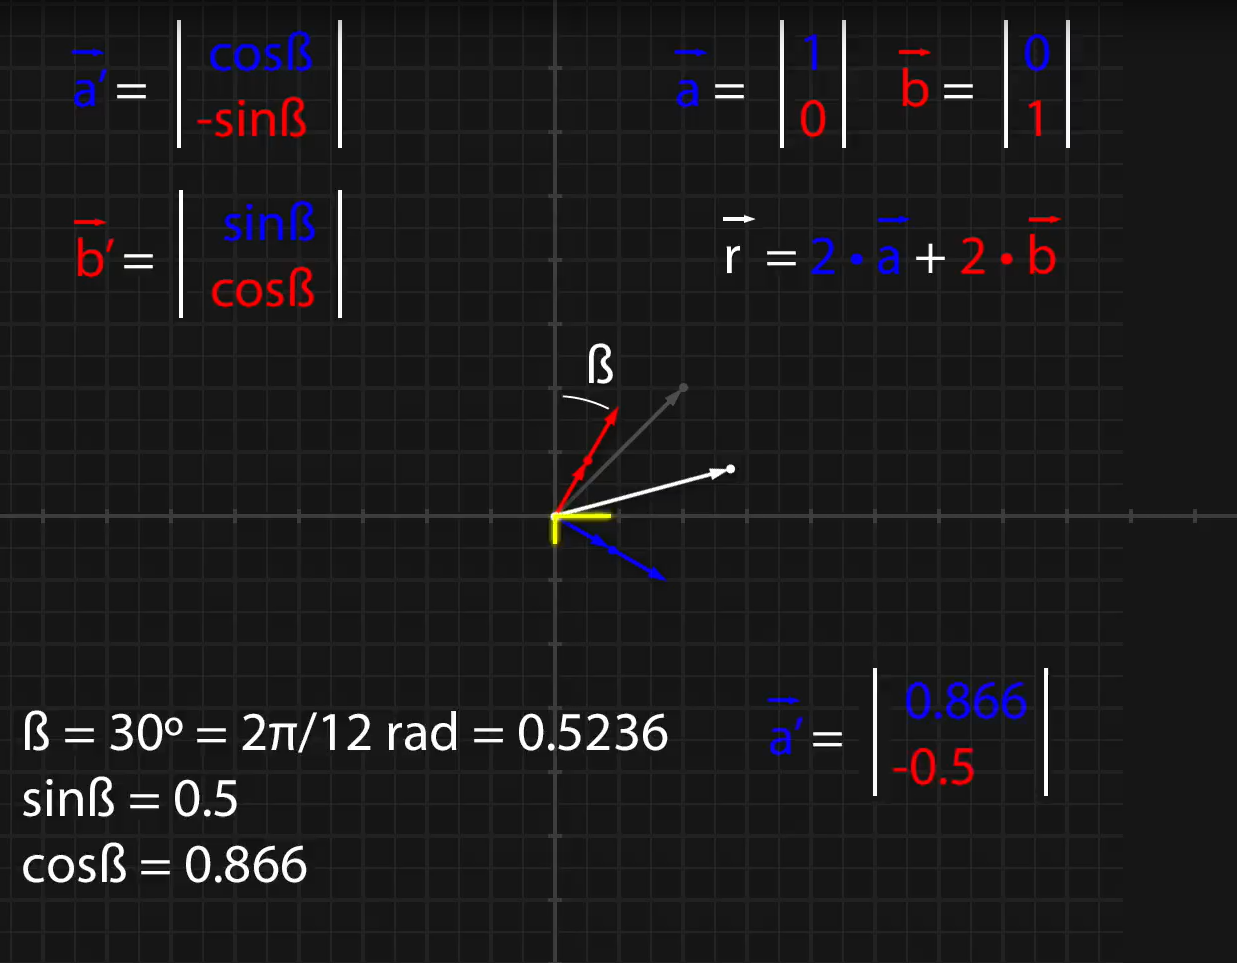 a' = | cosß |
| -sinß |
a = | 1 | b = | 0 |
| 0 | | 1 |
b' = | sinß |
| cosß |
r = 2 • a + 2 • b
ß
ß = 30º = 2π/12 rad = 0.5236
sinß = 0.5
cosß = 0.866
a' = | 0.866 |
| -0.5 |